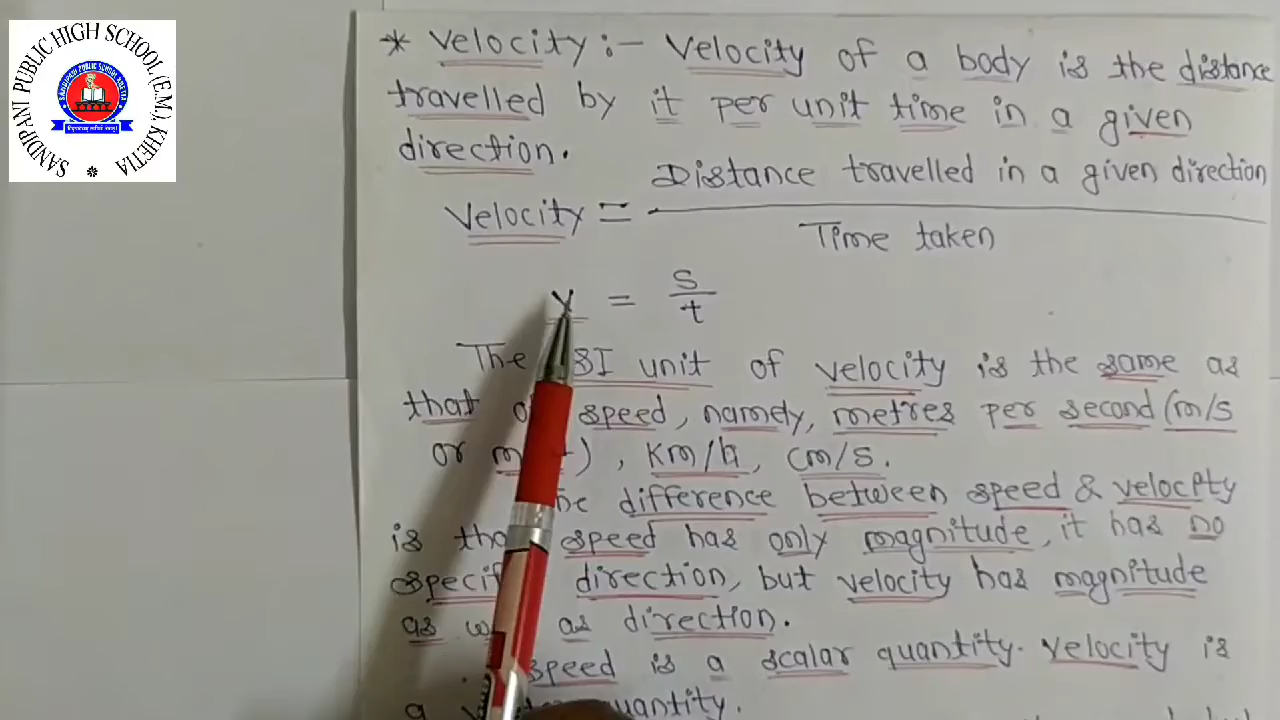 SANDIPANI PUBLIC HIGH SCHOOL (E.M.) KHETIA
* Velocity :- Velocity of a body is the distance
travelled by it per unit time in a given
direction.
Distance travelled in a given direction
Velocity =
Time taken
v = s
t
The SI unit of velocity is the same as
that speed, namely, metres per second (m/s
or ), Km/h, cm/s.
difference between speed & velocity
is speed has only magnitude, it has no
direction, but velocity has magnitude
as as direction.
speed is a scalar quantity. Velocity is
a quantity.